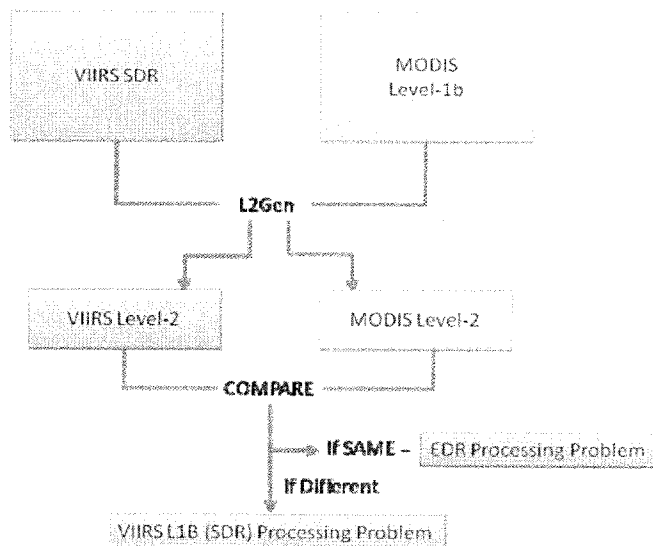 VIIRS SDR
MODIS
Level-1b
L2Gen
VIIRS Level-2
MODIS Level-2
COMPARE
If SAME – EDR Processing Problem
If Different
VIIRS L1B (SDR) Processing Problem